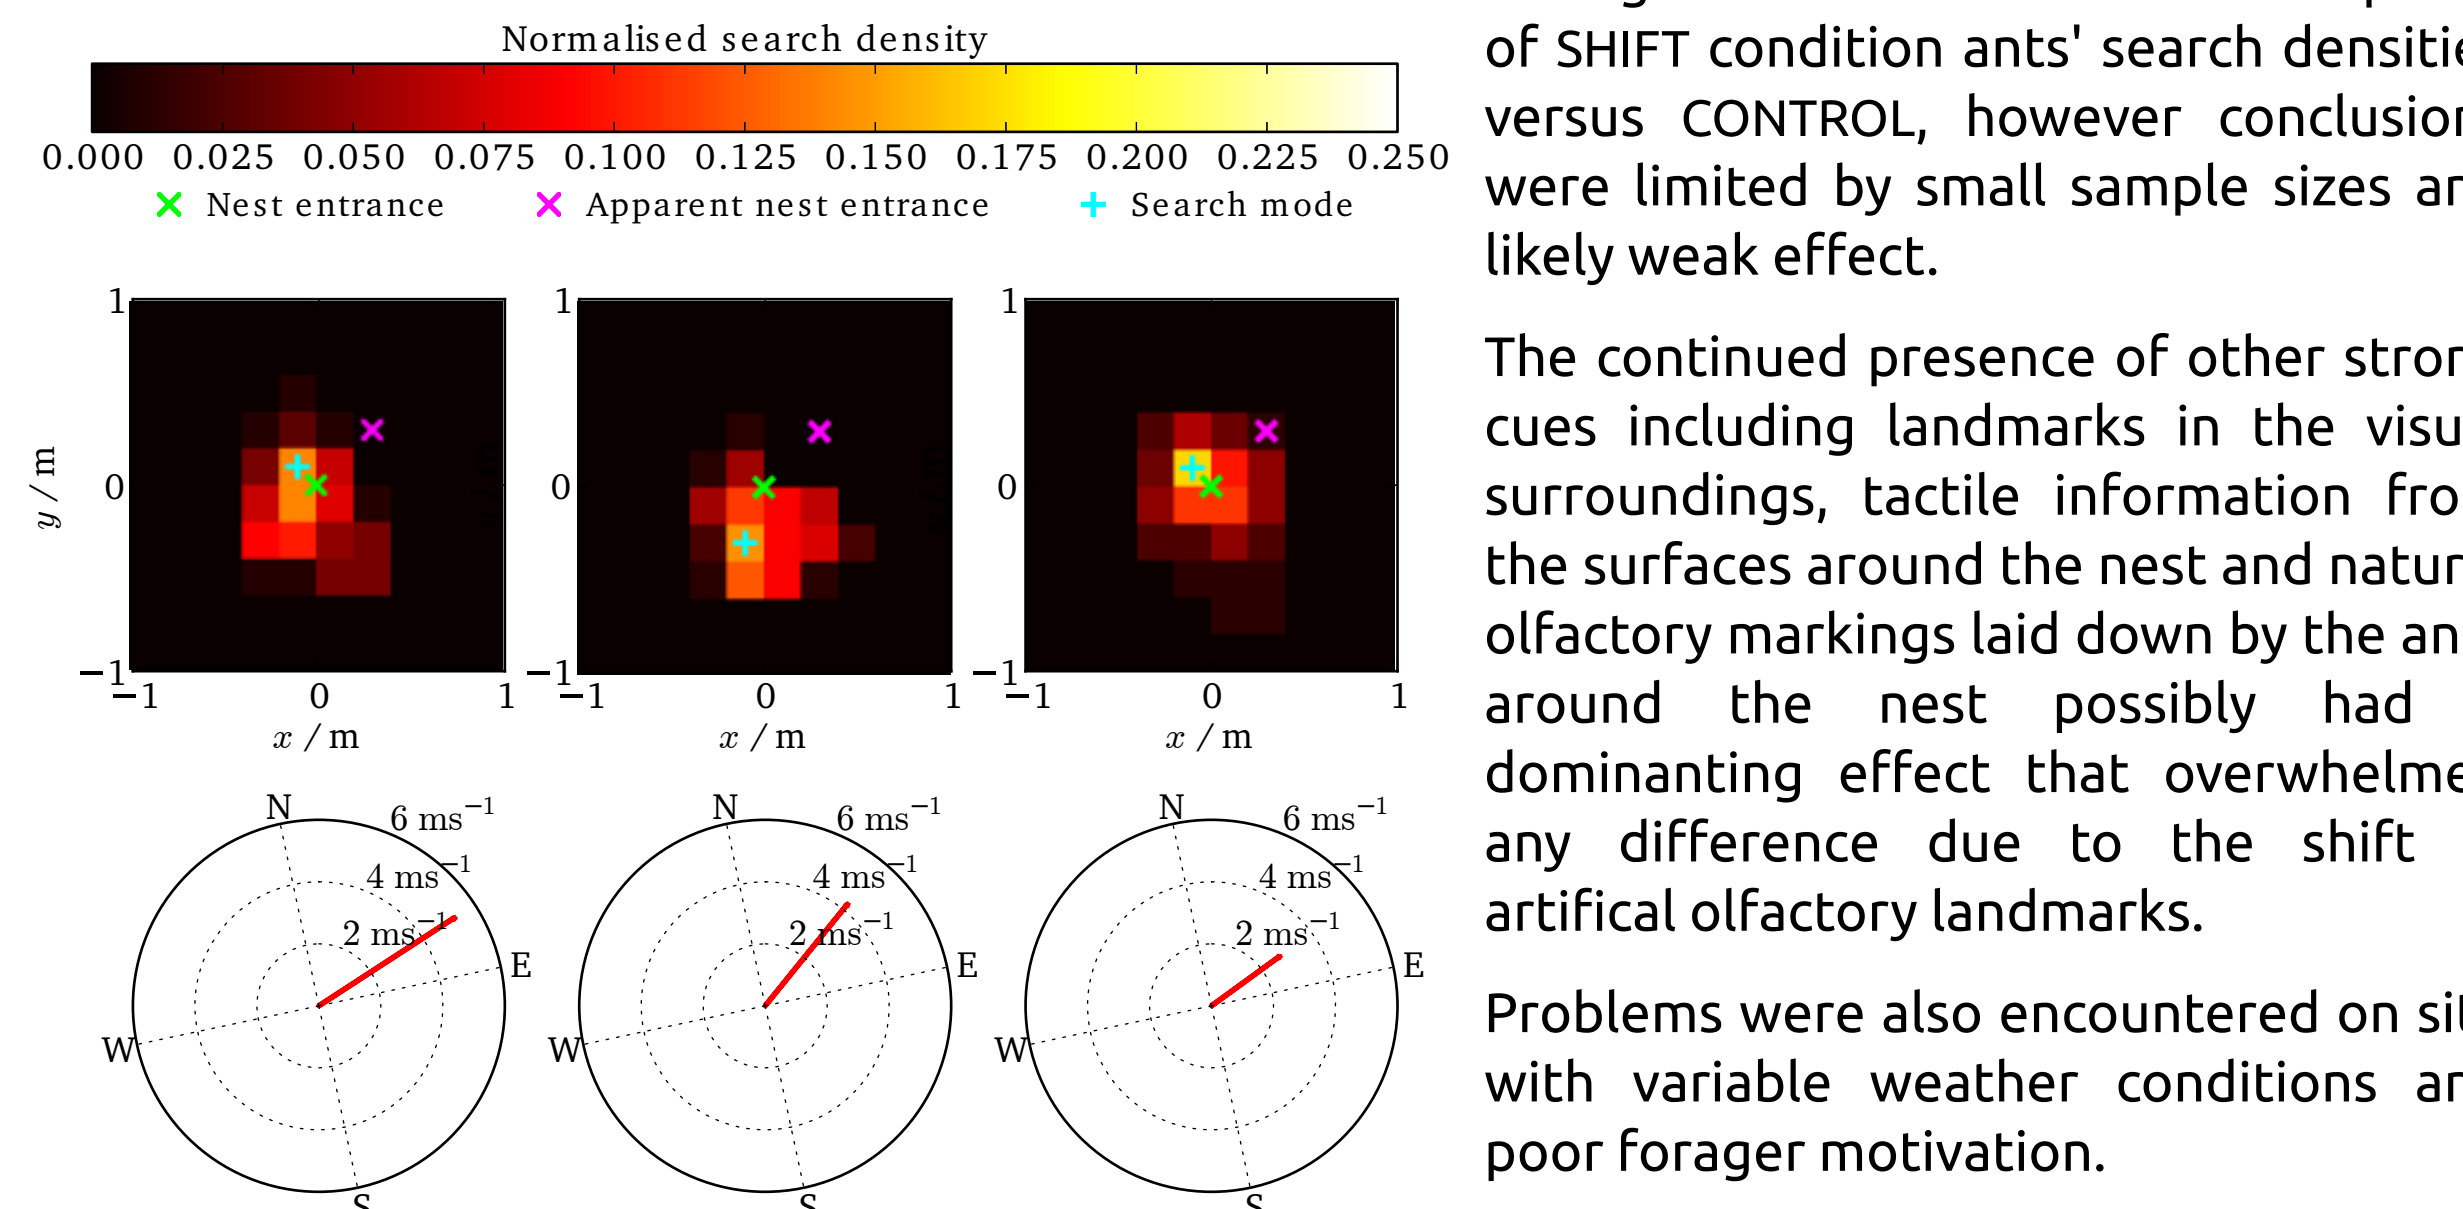 Normalised search density
0.000 0.025 0.050 0.075 0.100 0.125 0.150 0.175 0.200 0.225 0.250
Nest entrance Apparent nest entrance Search mode
1 1 1
y / m 0 0 0
−1 −1 −1
−1 0 1 −1 0 1 −1 0 1
x / m x / m x / m
N 6 ms⁻¹ N 6 ms⁻¹ N 6 ms⁻¹
4 ms⁻¹ 4 ms⁻¹ 4 ms⁻¹
2 ms⁻¹ 2 ms⁻¹ 2 ms⁻¹
E E E
W W W
S S S
of SHIFT condition ants' search densitie
versus CONTROL, however conclusion
were limited by small sample sizes an
likely weak effect.
The continued presence of other stron
cues including landmarks in the visu
surroundings, tactile information fro
the surfaces around the nest and natur
olfactory markings laid down by the an
around the nest possibly had
dominanting effect that overwhelme
any difference due to the shift
artifical olfactory landmarks.
Problems were also encountered on sit
with variable weather conditions an
poor forager motivation.